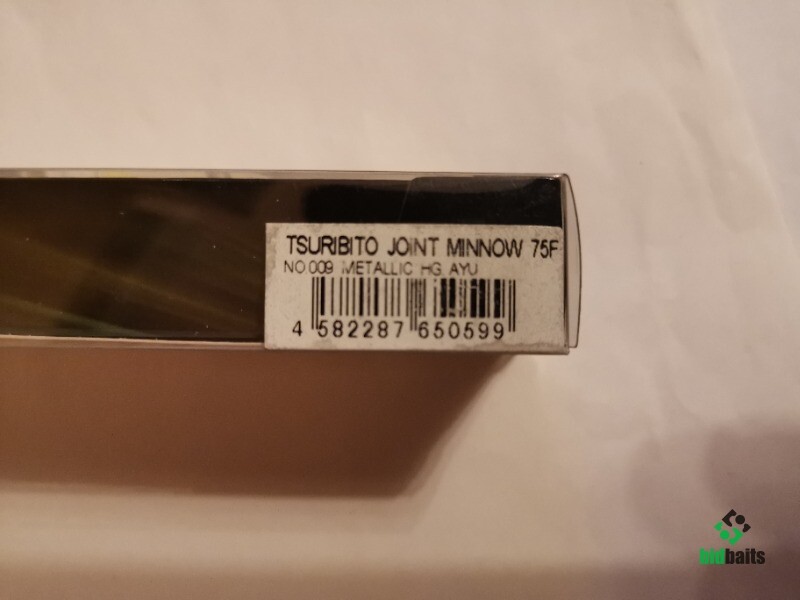 TSURIBITO JOINT MINNOW 75F
NO.009 METALLIC HG AYU
4 582287 650599
bidbaits